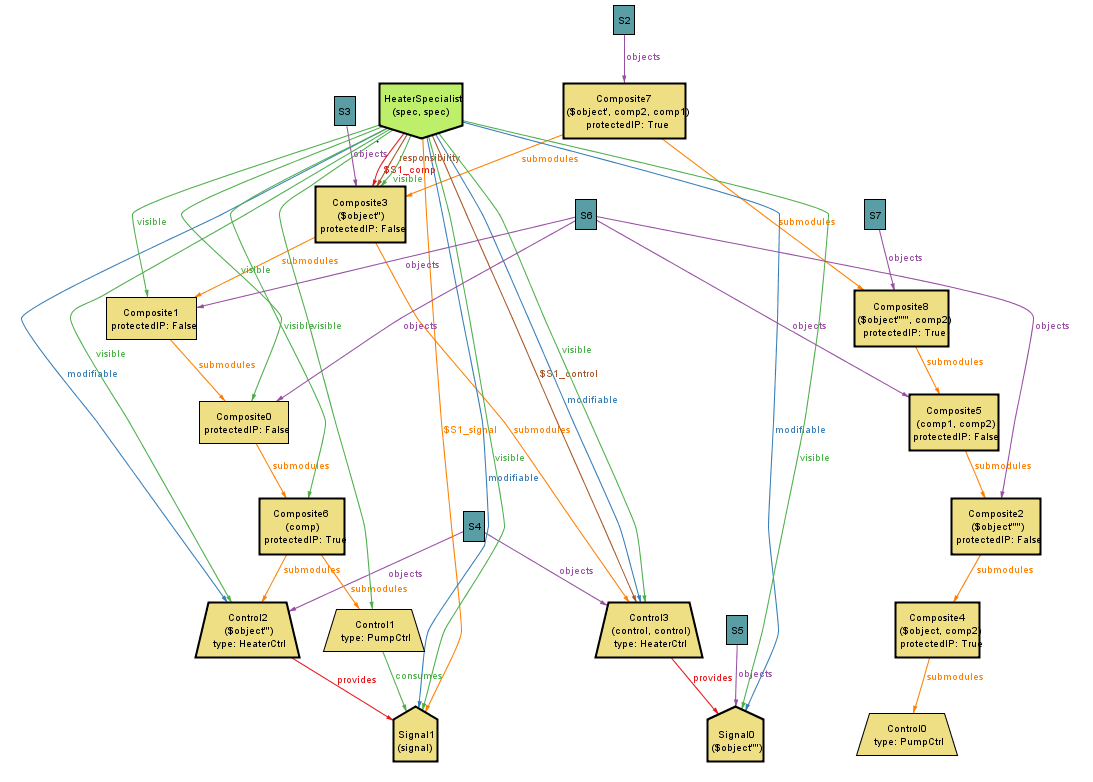 S2
objects
HeaterSpecialist
(spec, spec)
Composite7
($object', comp2, comp1)
protectedIP: True
S3
objects
responsibility
$S1_comp
visible
submodules
Composite3
($object'')
protectedIP: False
S6
S7
visible
submodules
submodules
objects
visible
objects
Composite1
protectedIP: False
Composite8
($object''''''', comp2)
protectedIP: True
visible
visible
objects
objects
objects
visible
visible
submodules
submodules
modifiable
$S1_control
modifiable
Composite0
protectedIP: False
Composite5
(comp1, comp2)
protectedIP: False
$S1_signal
submodules
modifiable
visible
visible
submodules
submodules
modifiable
Composite6
(comp)
protectedIP: True
S4
Composite2
($object''''')
protectedIP: False
submodules
submodules
objects
objects
submodules
Control2
($object''')
type: HeaterCtrl
Control1
type: PumpCtrl
Control3
(control, control)
type: HeaterCtrl
S5
Composite4
($object, comp2)
protectedIP: True
provides
consumes
provides
objects
submodules
Signal1
(signal)
Signal0
($object'''')
Control0
type: PumpCtrl